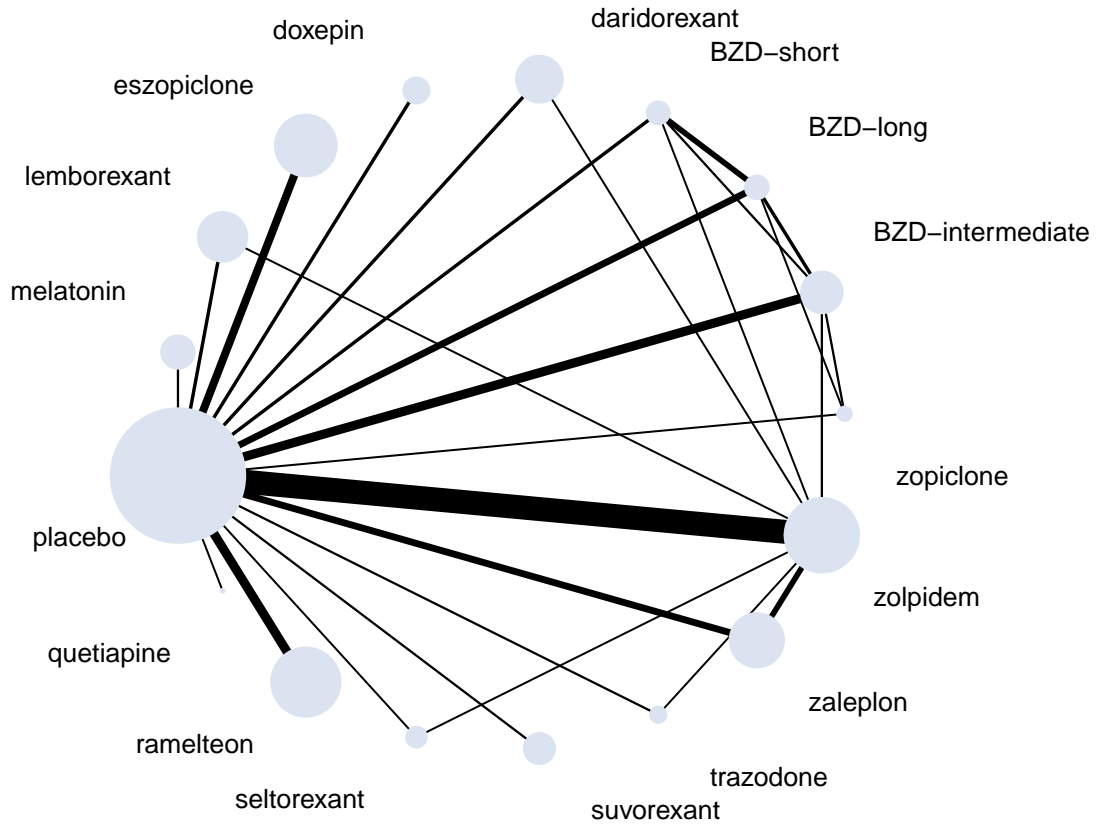 daridorexant
doxepin
BZD−short
eszopiclone
BZD−long
lemborexant
BZD−intermediate
melatonin
zopiclone
placebo
zolpidem
quetiapine
zaleplon
ramelteon
trazodone
seltorexant
suvorexant